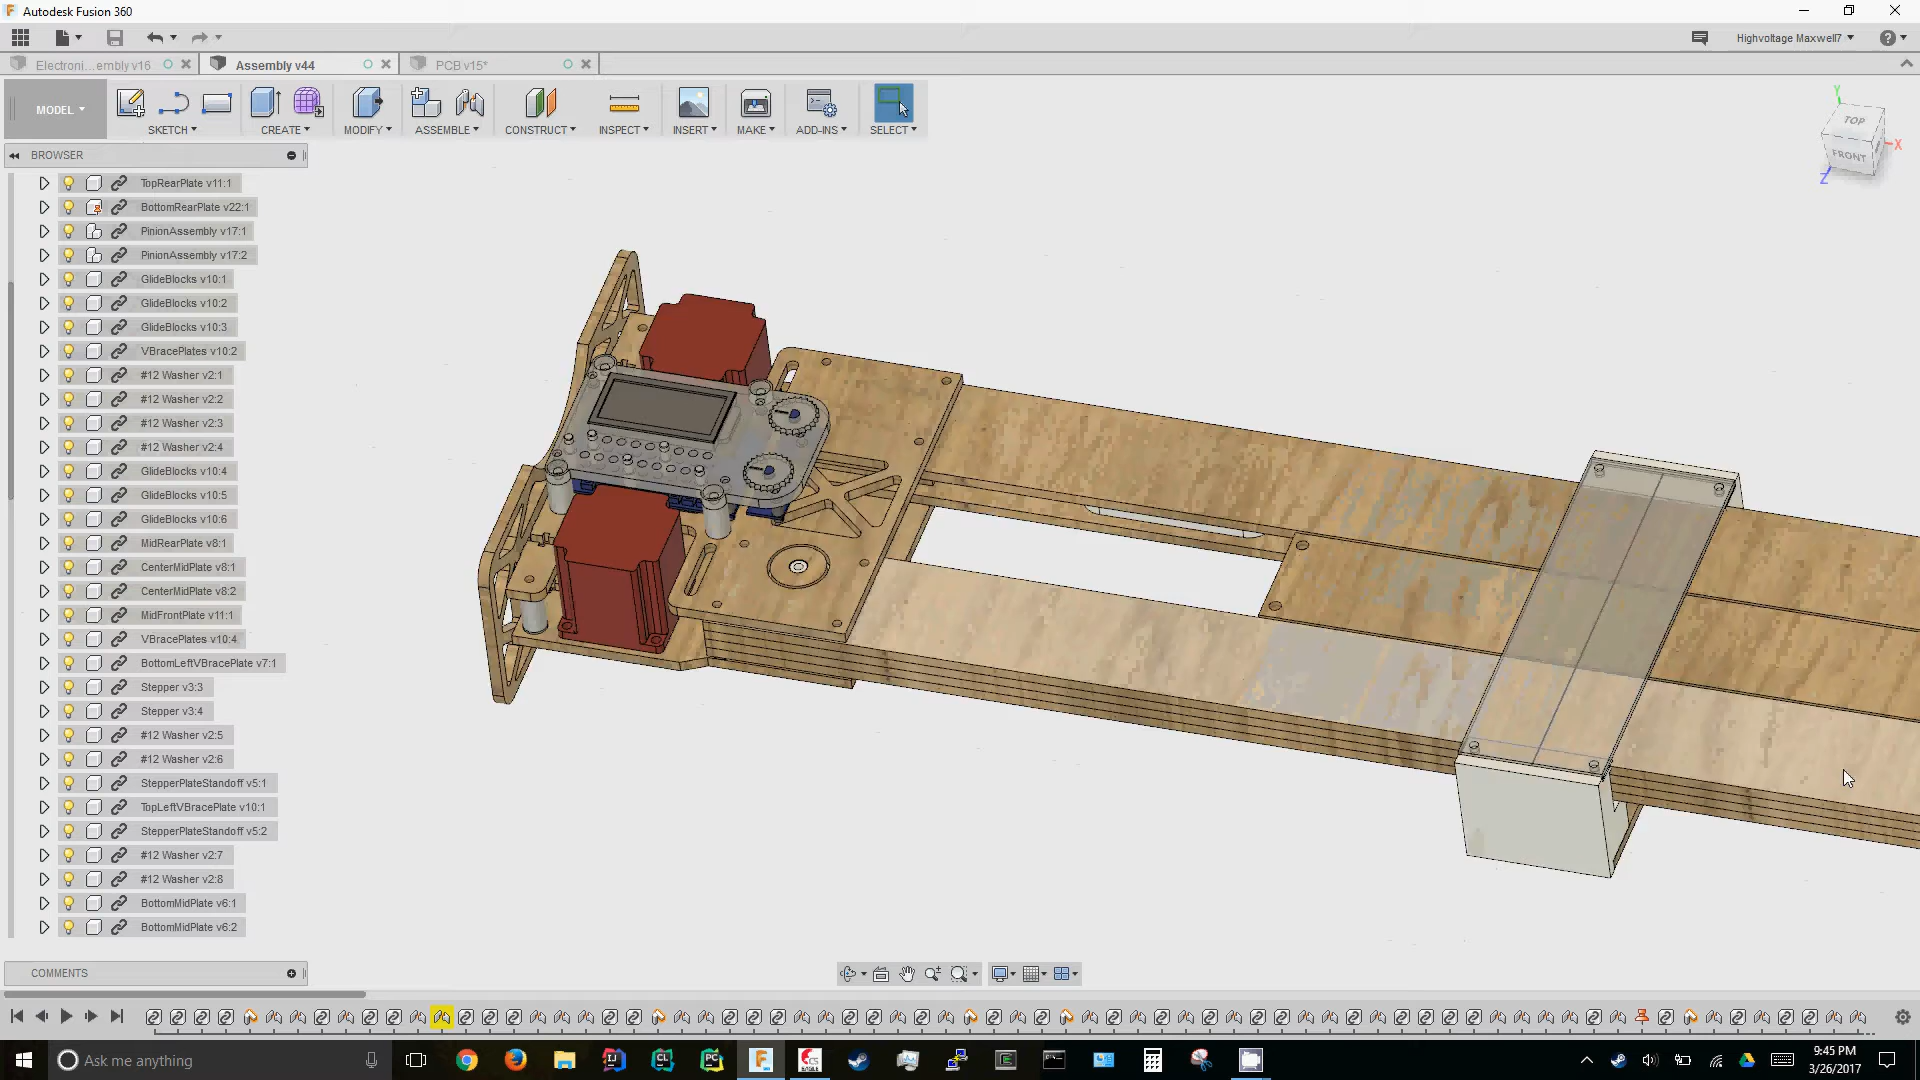 Autodesk Fusion 360
Highvoltage Maxwell7
Electroni...embly v16
Assembly v44
PCB v15*
MODEL
SKETCH
CREATE
MODIFY
ASSEMBLE
CONSTRUCT
INSPECT
INSERT
MAKE
ADD-INS
SELECT
Y
TOP
FRONT
X
Z
BROWSER
TopRearPlate v11:1
BottomRearPlate v22:1
PinionAssembly v17:1
PinionAssembly v17:2
GlideBlocks v10:1
GlideBlocks v10:2
GlideBlocks v10:3
VBracePlates v10:2
#12 Washer v2:1
#12 Washer v2:2
#12 Washer v2:3
#12 Washer v2:4
GlideBlocks v10:4
GlideBlocks v10:5
GlideBlocks v10:6
MidRearPlate v8:1
CenterMidPlate v8:1
CenterMidPlate v8:2
MidFrontPlate v11:1
VBracePlates v10:4
BottomLeftVBracePlate v7:1
Stepper v3:3
Stepper v3:4
#12 Washer v2:5
#12 Washer v2:6
StepperPlateStandoff v5:1
TopLeftVBracePlate v10:1
StepperPlateStandoff v5:2
#12 Washer v2:7
#12 Washer v2:8
BottomMidPlate v6:1
BottomMidPlate v6:2
COMMENTS
Ask me anything
9:45 PM
3/26/2017